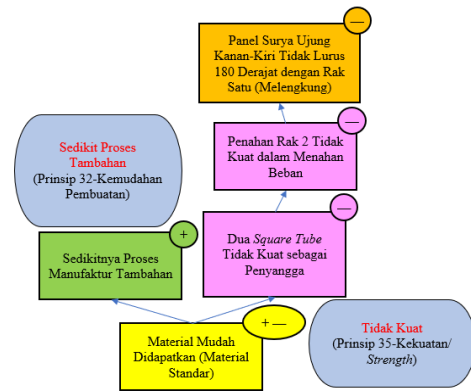 —
Panel Surya Ujung
Kanan-Kiri Tidak Lurus
180 Derajat dengan Rak
Satu (Melengkung)
—
Penahan Rak 2 Tidak
Kuat dalam Menahan
Beban
Sedikit Proses
Tambahan
(Prinsip 32-Kemudahan
Pembuatan)
+
Sedikitnya Proses
Manufaktur Tambahan
—
Dua Square Tube
Tidak Kuat sebagai
Penyangga
+ —
Material Mudah
Didapatkan (Material
Standar)
Tidak Kuat
(Prinsip 35-Kekuatan/
Strength)